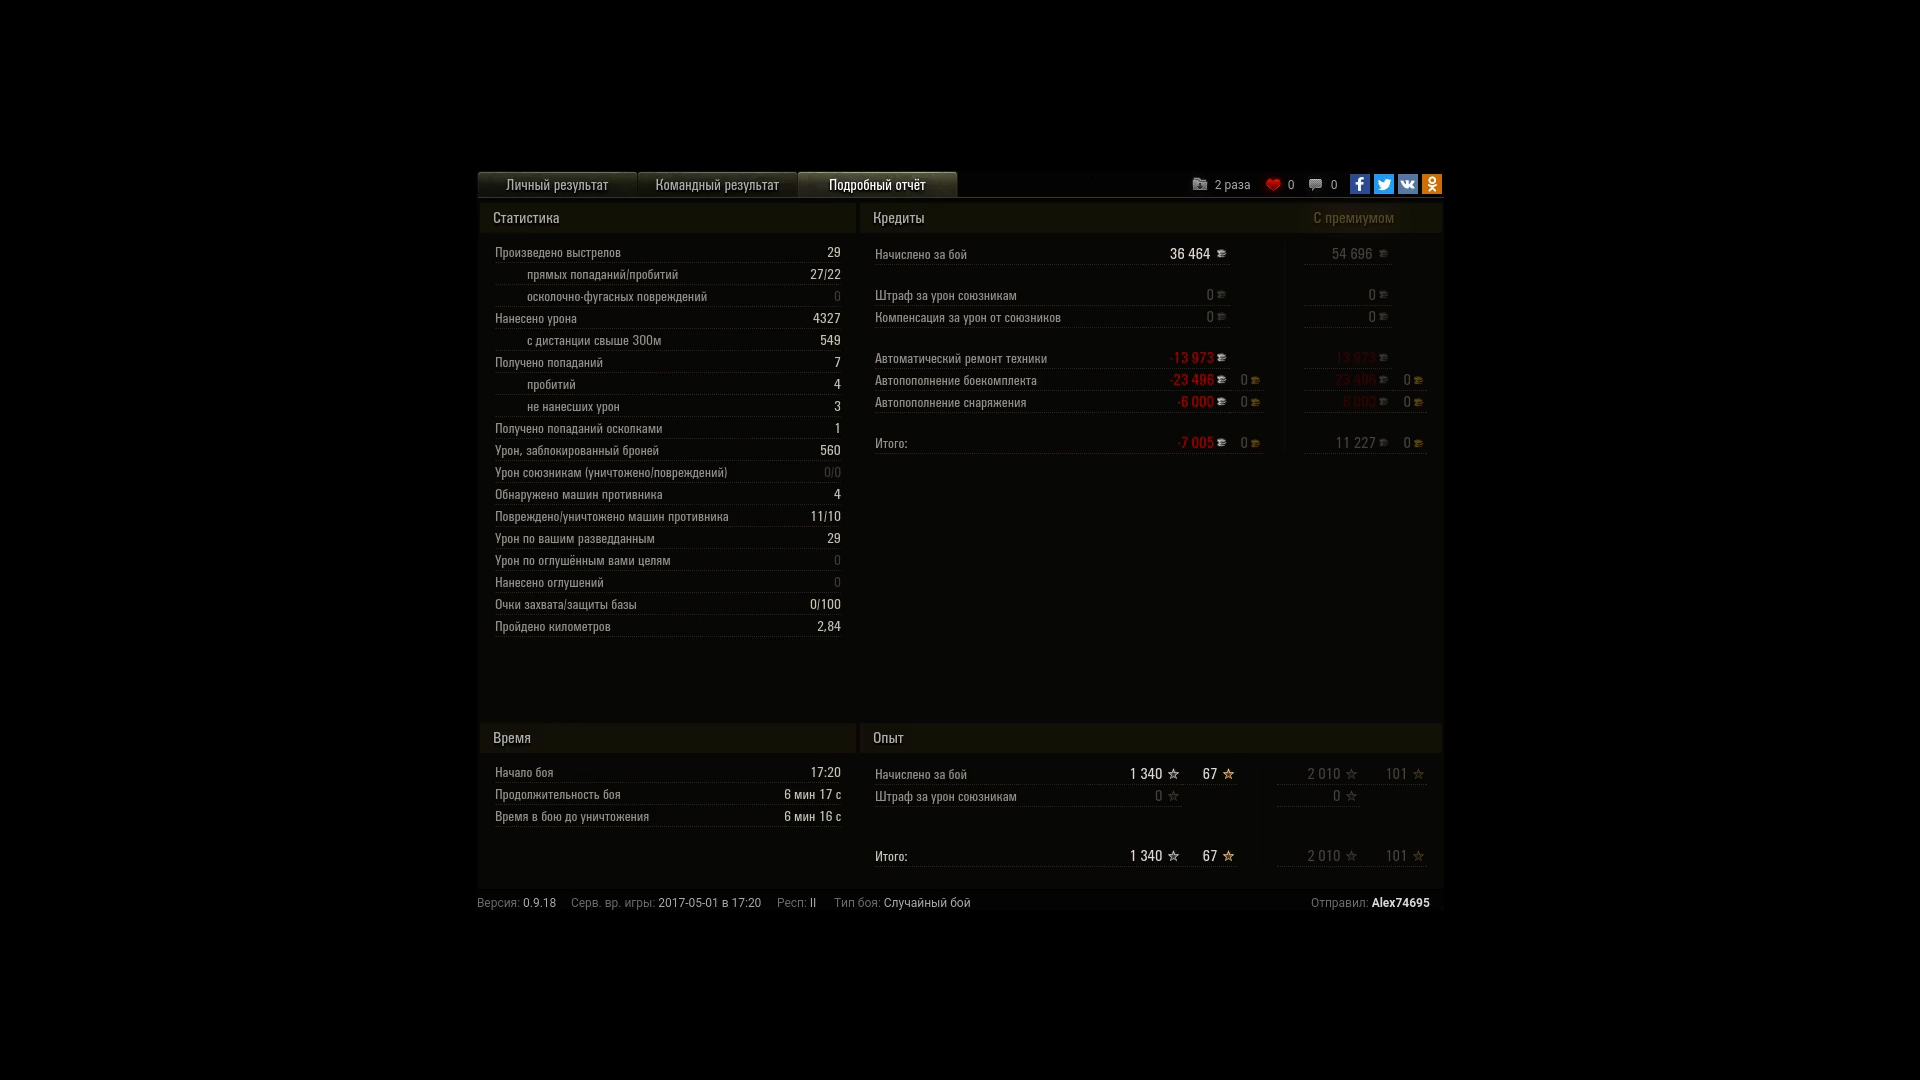 Личный результат Командный результат Подробный отчёт 2 раза 0 0
Статистика
Произведено выстрелов 29
прямых попаданий/пробитий 27/22
осколочно-фугасных повреждений 0
Нанесено урона 4327
с дистанции свыше 300м 549
Получено попаданий 7
пробитий 4
не нанесших урон 3
Получено попаданий осколками 1
Урон, заблокированный броней 560
Урон союзникам (уничтожено/повреждений) 0/0
Обнаружено машин противника 4
Повреждено/уничтожено машин противника 11/10
Урон по вашим разведданным 29
Урон по оглушённым вами целям 0
Нанесено оглушений 0
Очки захвата/защиты базы 0/100
Пройдено километров 2,84
Кредиты С премиумом
Начислено за бой 36 464 54 696
Штраф за урон союзникам 0 0
Компенсация за урон от союзников 0 0
Автоматический ремонт техники -13 973 -13 973
Автопополнение боекомплекта -23 496 0 -23 496 0
Автопополнение снаряжения -6 000 0 -6 000 0
Итого: -7 005 0 11 227 0
Время
Начало боя 17:20
Продолжительность боя 6 мин 17 с
Время в бою до уничтожения 6 мин 16 с
Опыт
Начислено за бой 1 340 67 2 010 101
Штраф за урон союзникам 0 0
Итого: 1 340 67 2 010 101
Версия: 0.9.18 Серв. вр. игры: 2017-05-01 в 17:20 Респ: II Тип боя: Случайный бой Отправил: Alex74695